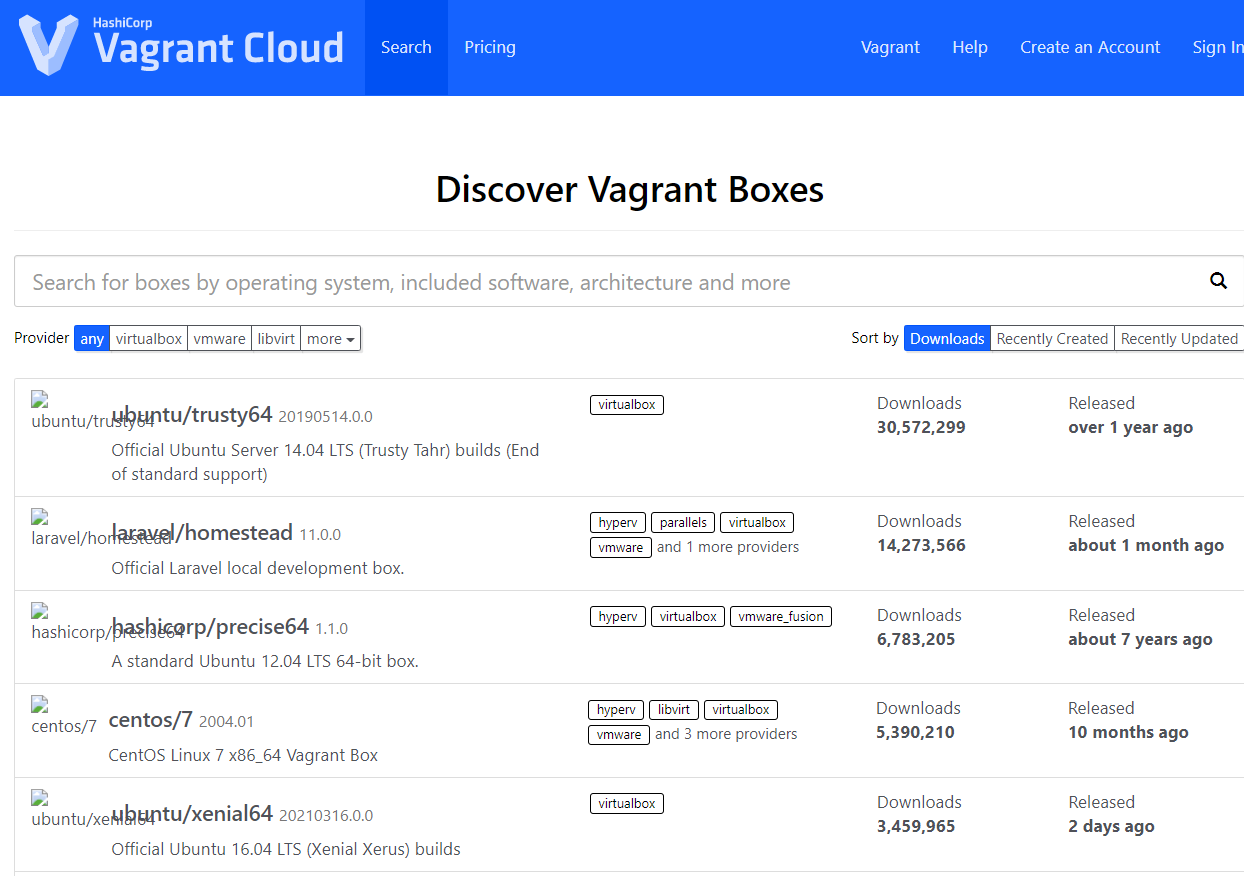 HashiCorp
Vagrant Cloud
Search Pricing Vagrant Help Create an Account Sign In
Discover Vagrant Boxes
Search for boxes by operating system, included software, architecture and more
Provider any virtualbox vmware libvirt more Sort by Downloads Recently Created Recently Updated
ubuntu/trusty64 ubuntu/trusty64 20190514.0.0 virtualbox Downloads Released
30,572,299 over 1 year ago
Official Ubuntu Server 14.04 LTS (Trusty Tahr) builds (End
of standard support)
laravel/homestead laravel/homestead 11.0.0 hyperv parallels virtualbox Downloads Released
vmware and 1 more providers 14,273,566 about 1 month ago
Official Laravel local development box.
hashicorp/precise64 hashicorp/precise64 1.1.0 hyperv virtualbox vmware_fusion Downloads Released
6,783,205 about 7 years ago
A standard Ubuntu 12.04 LTS 64-bit box.
centos/7 centos/7 2004.01 hyperv libvirt virtualbox Downloads Released
vmware and 3 more providers 5,390,210 10 months ago
CentOS Linux 7 x86_64 Vagrant Box
ubuntu/xenial64 ubuntu/xenial64 20210316.0.0 virtualbox Downloads Released
3,459,965 2 days ago
Official Ubuntu 16.04 LTS (Xenial Xerus) builds